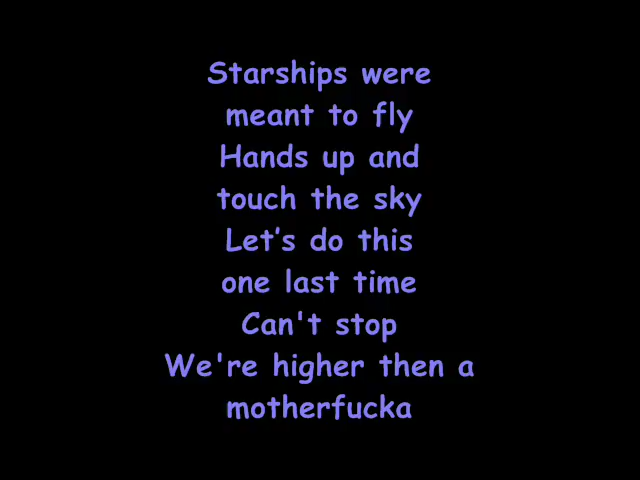 Starships were
meant to fly
Hands up and
touch the sky
Let’s do this
one last time
Can't stop
We're higher then a
motherfucka